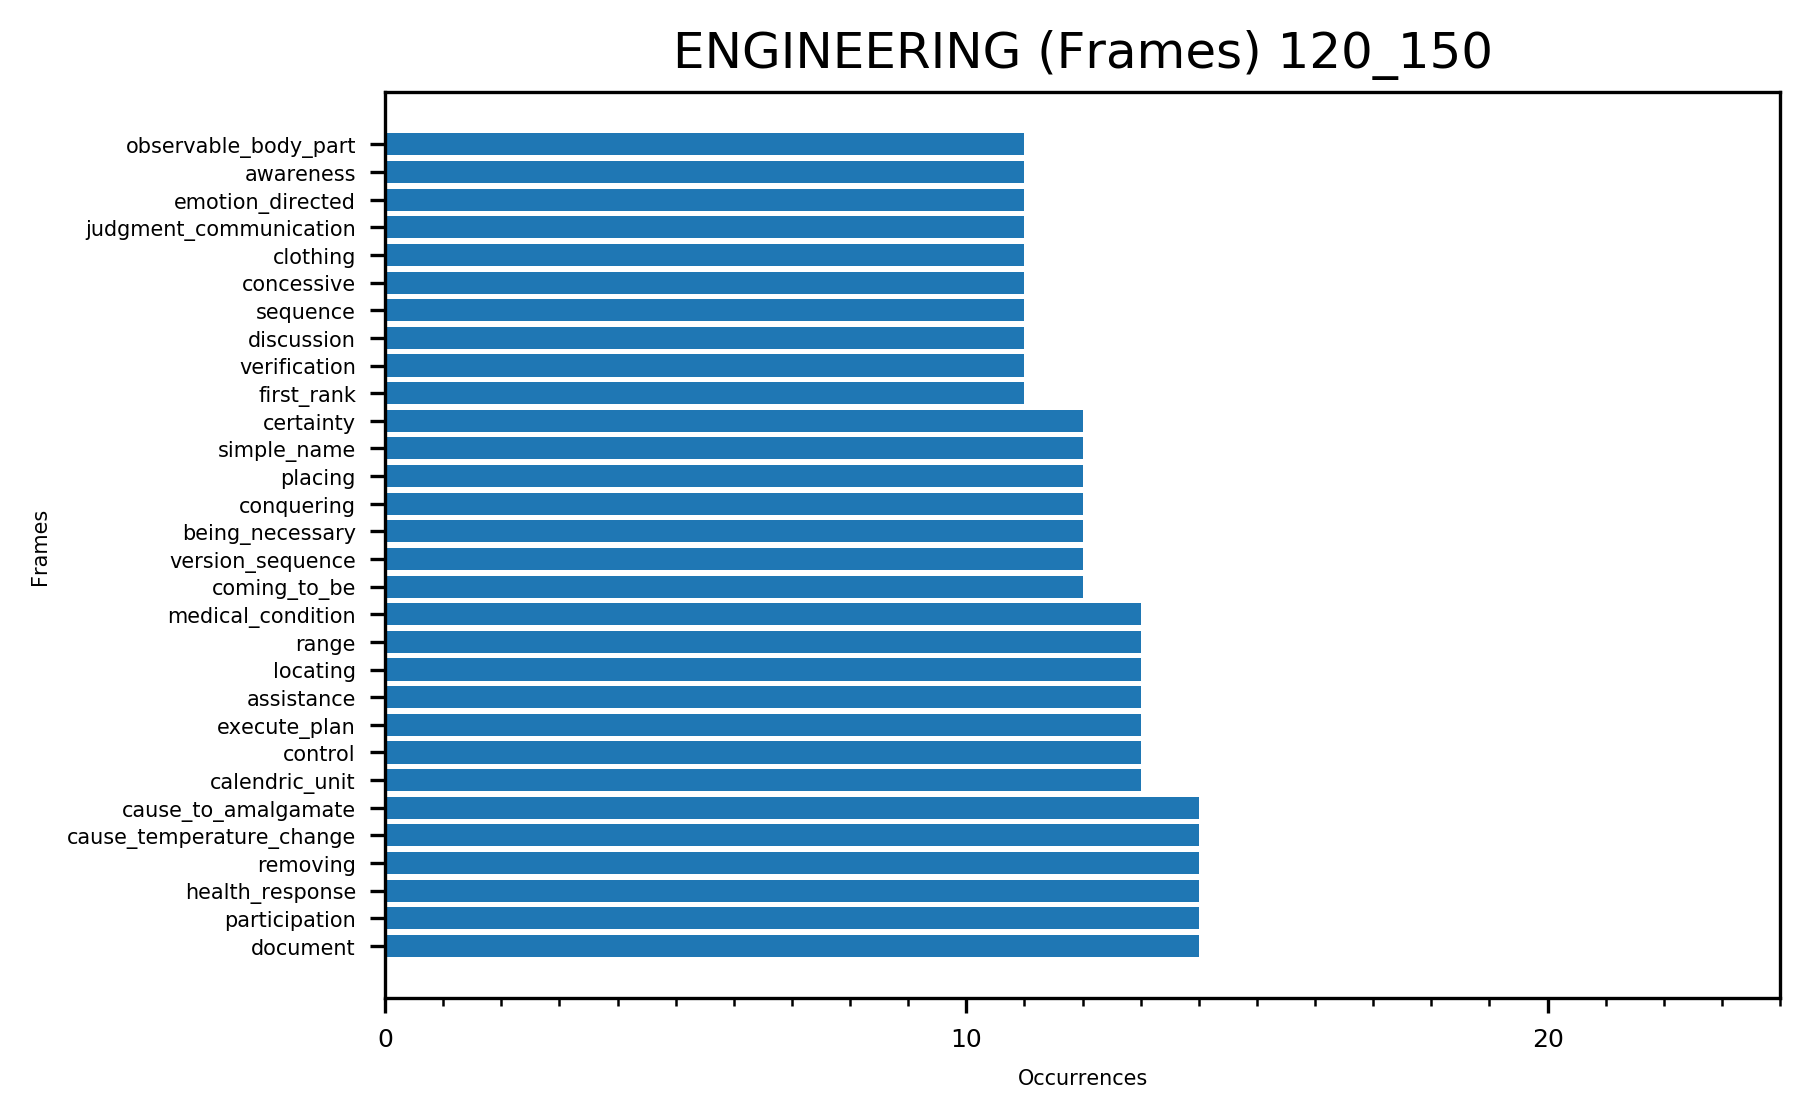 ENGINEERING (Frames) 120_150
observable_body_part
awareness
emotion_directed
judgment_communication
clothing
concessive
sequence
discussion
verification
first_rank
certainty
simple_name
placing
conquering
being_necessary
version_sequence
coming_to_be
medical_condition
range
locating
assistance
execute_plan
control
calendric_unit
cause_to_amalgamate
cause_temperature_change
removing
health_response
participation
document
Frames
0 10 20
Occurrences